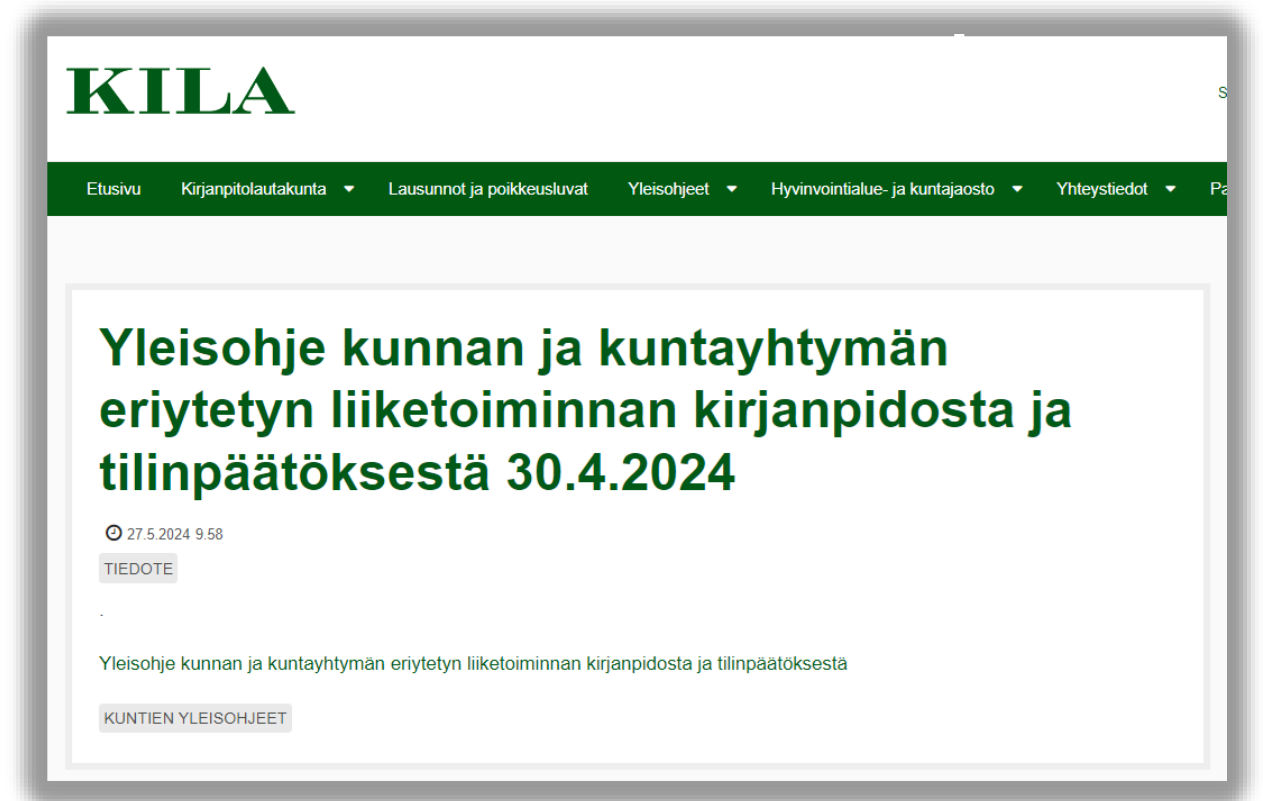 KILA
S
Etusivu Kirjanpitolautakunta Lausunnot ja poikkeusluvat Yleisohjeet Hyvinvointialue- ja kuntajaosto Yhteystiedot Pa
Yleisohje kunnan ja kuntayhtymän
eriytetyn liiketoiminnan kirjanpidosta ja
tilinpäätöksestä 30.4.2024
27.5.2024 9.58
TIEDOTE
.
Yleisohje kunnan ja kuntayhtymän eriytetyn liiketoiminnan kirjanpidosta ja tilinpäätöksestä
KUNTIEN YLEISOHJEET